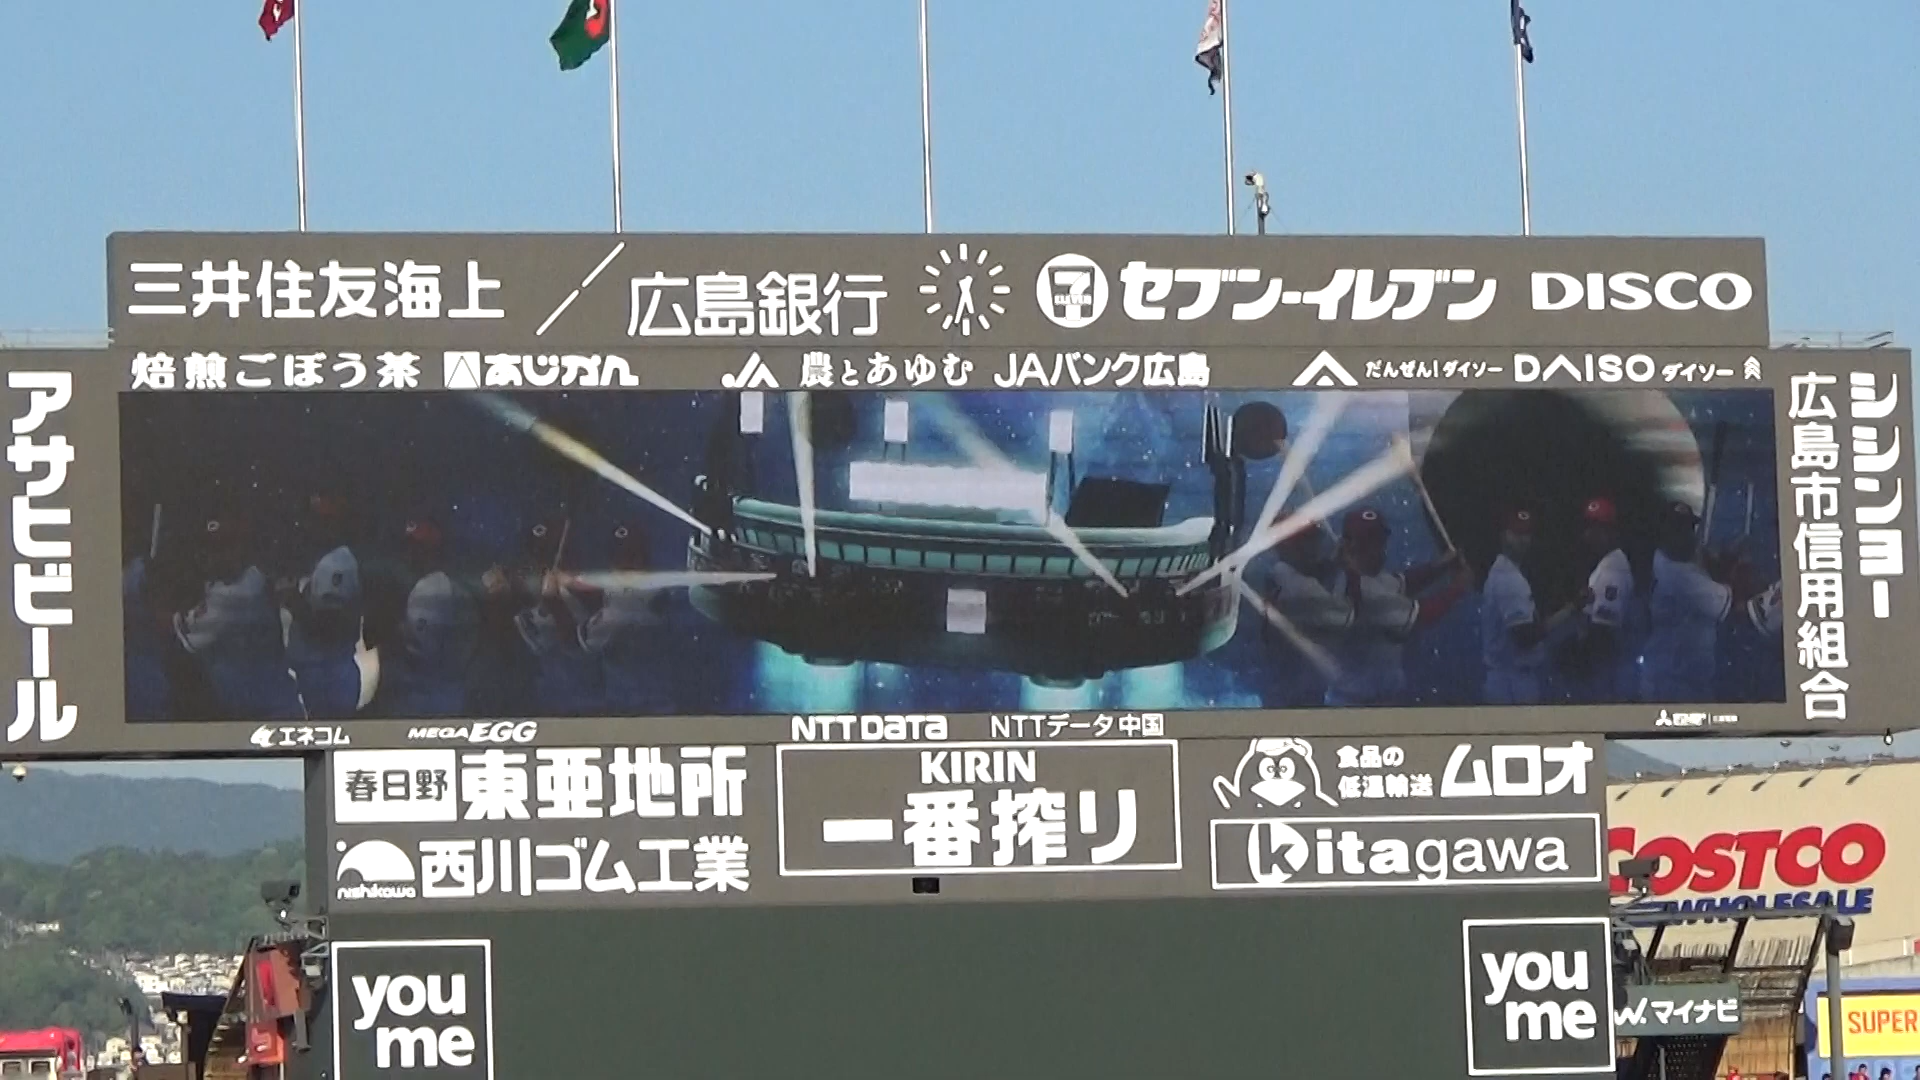 三井住友海上
広島銀行
7
ELEVEN
セブン-イレブン
DISCO
焙煎ごぼう茶
あじかん
JA
農とあゆむ
JAバンク広島
だんぜん!ダイソー
DAISO
ダイソー
アサヒビール
シシンヨー
広島市信用組合
エネコム
MEGA EGG
NTT DATA
NTTデータ中国
春日野
東亜地所
KIRIN
一番搾り
食品の
低温輸送
ムロオ
nishikawa
西川ゴム工業
kitagawa
COSTCO
WHOLESALE
you
me
you
me
マイナビ
SUPER